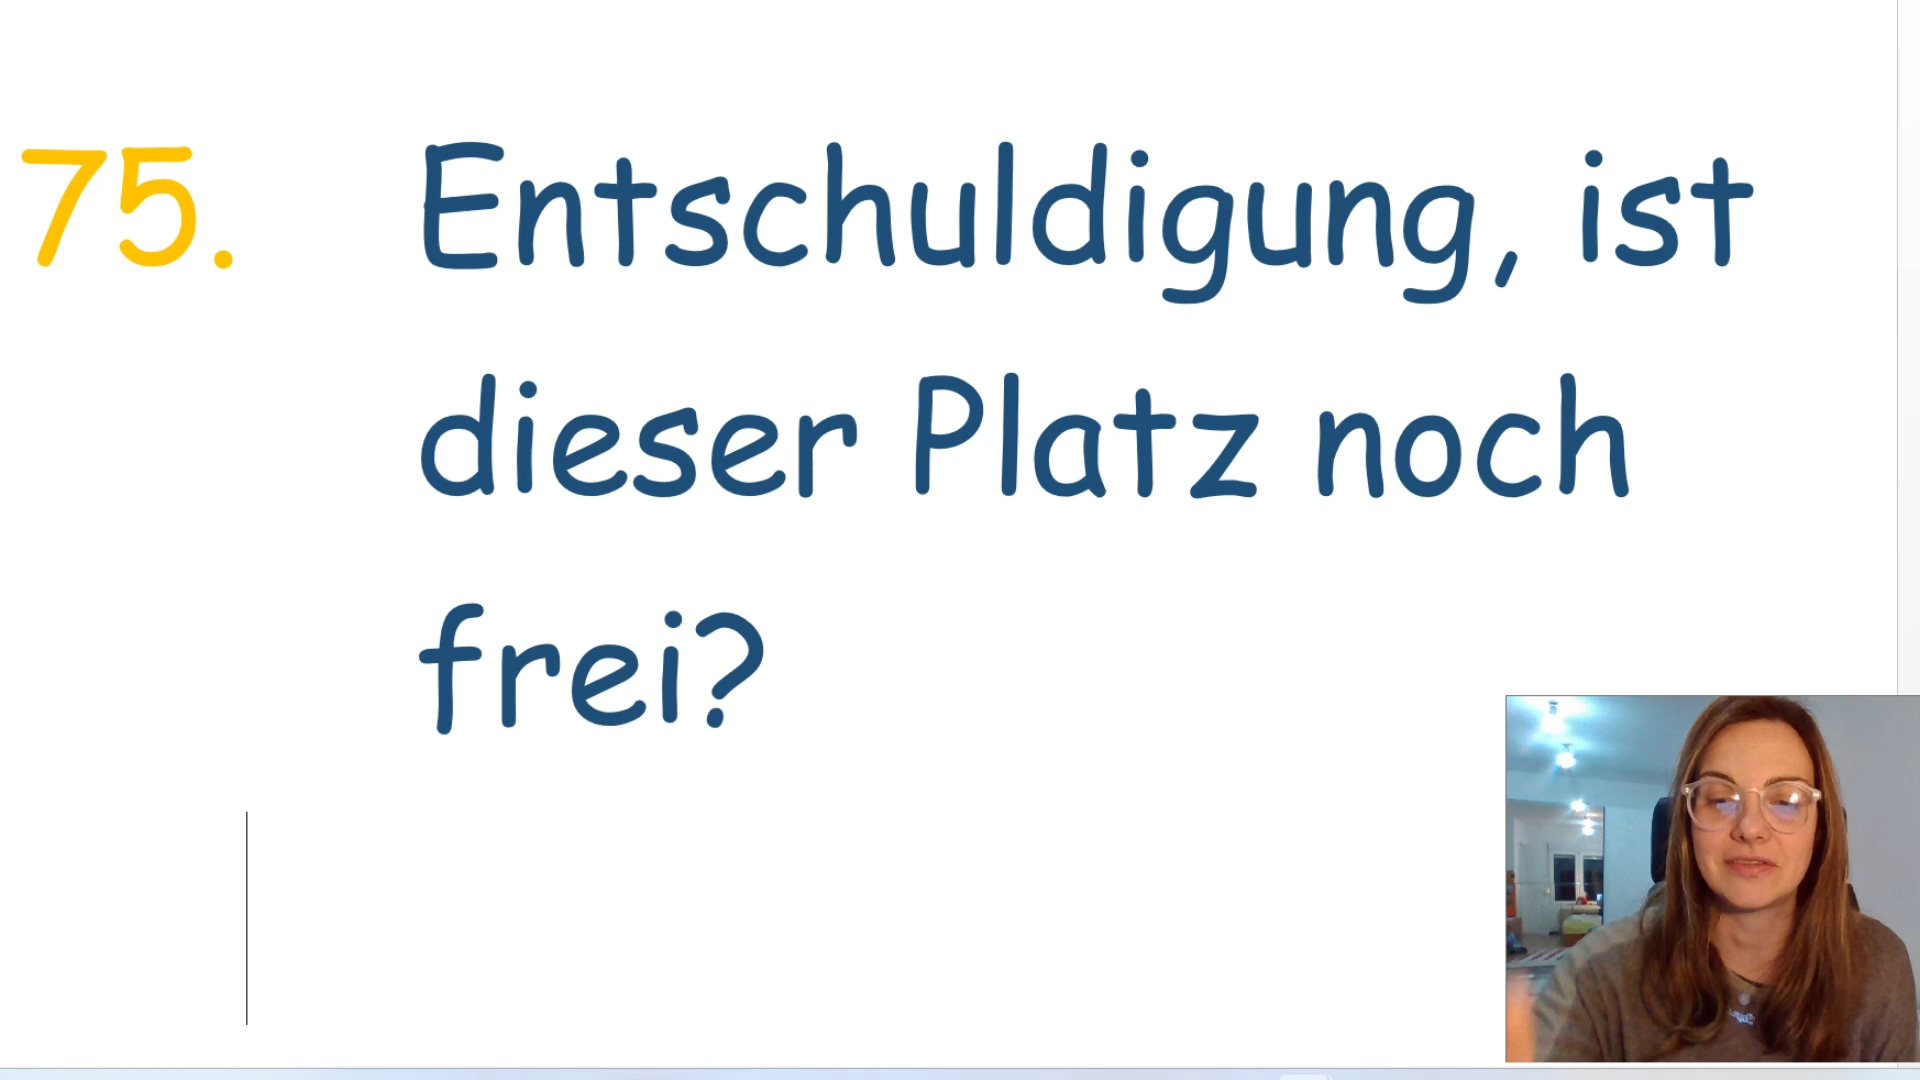 75. Entschuldigung, ist
dieser Platz noch
frei?